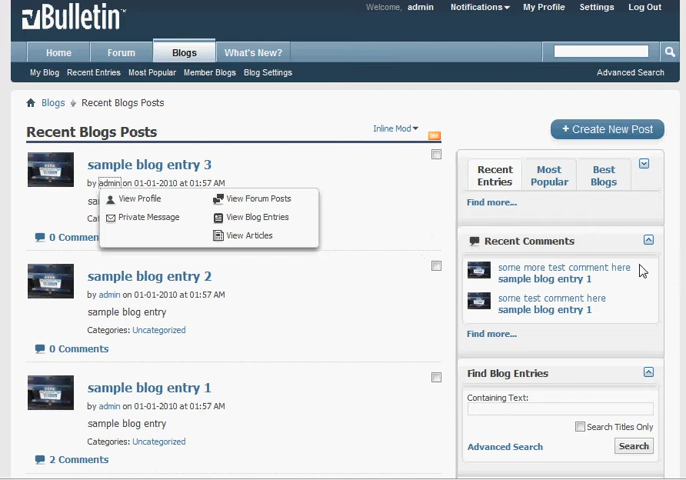 vBulletin™
Welcome, admin Notifications My Profile Settings Log Out
Home Forum Blogs What's New?
My Blog Recent Entries Most Popular Member Blogs Blog Settings Advanced Search
Blogs Recent Blogs Posts
Recent Blogs Posts
Inline Mod
+ Create New Post
sample blog entry 3
by admin on 01-01-2010 at 01:57 AM
View Profile View Forum Posts
Private Message View Blog Entries
View Articles
0 Commen
sample blog entry 2
by admin on 01-01-2010 at 01:57 AM
sample blog entry
Categories: Uncategorized
0 Comments
sample blog entry 1
by admin on 01-01-2010 at 01:57 AM
sample blog entry
Categories: Uncategorized
2 Comments
Recent Entries
Most Popular
Best Blogs
Find more...
Recent Comments
some more test comment here
sample blog entry 1
some test comment here
sample blog entry 1
Find more...
Find Blog Entries
Containing Text:
Search Titles Only
Advanced Search Search